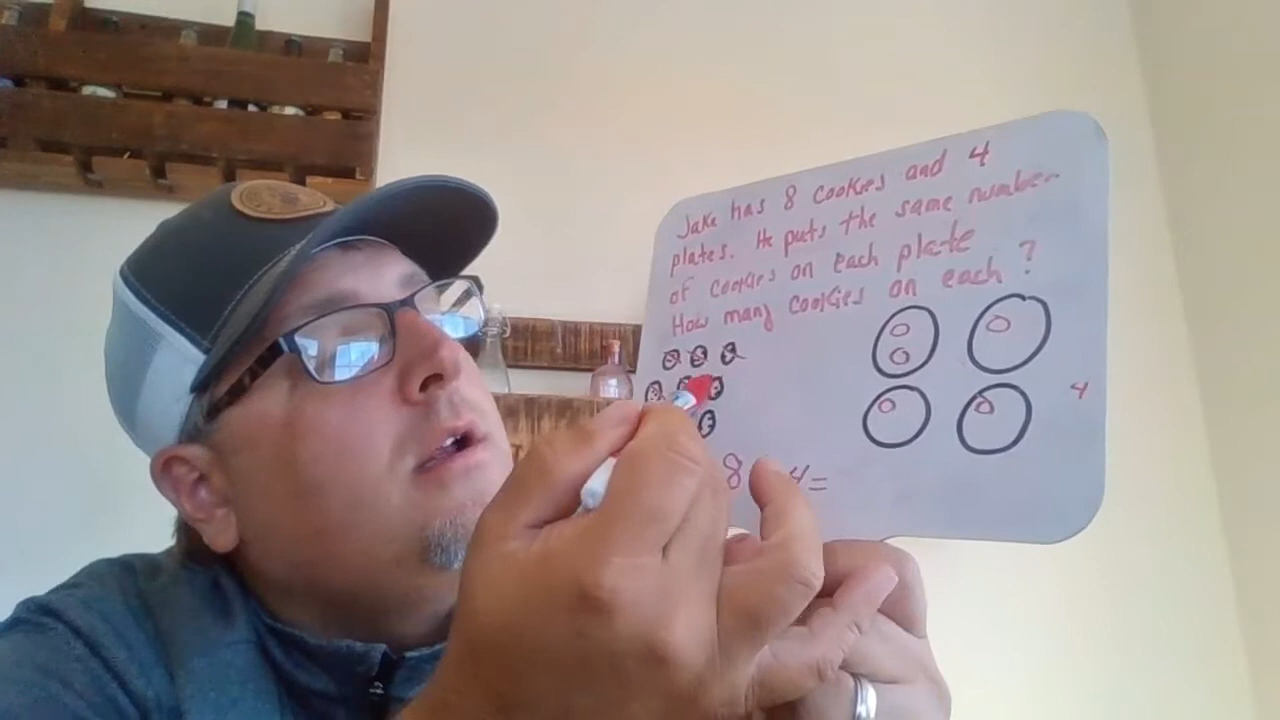 Jake has 8 cookies and 4
plates. He puts the same number
of cookies on each plate
How many cookies on each?
4
8 4=